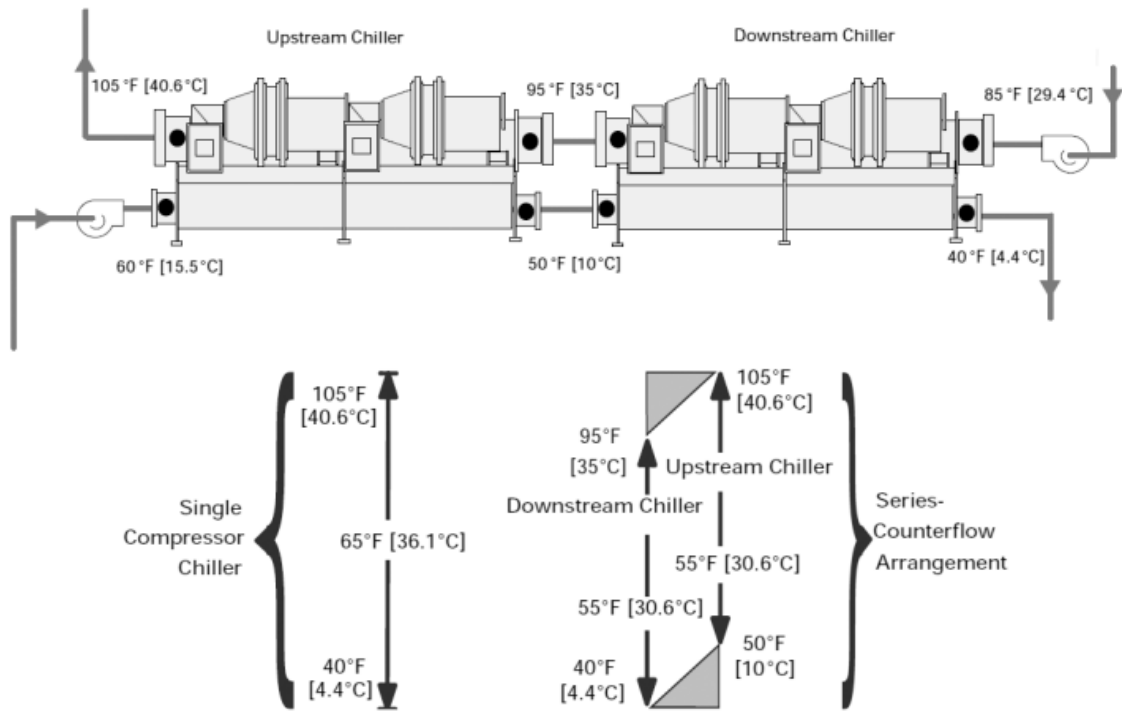 Upstream Chiller
Downstream Chiller
105°F [40.6°C]
95°F [35°C]
85°F [29.4°C]
60°F [15.5°C]
50°F [10°C]
40°F [4.4°C]
105°F
[40.6°C]
Single
Compressor
Chiller
65°F [36.1°C]
40°F
[4.4°C]
105°F
[40.6°C]
95°F
[35°C]
Upstream Chiller
Downstream Chiller
55°F [30.6°C]
55°F [30.6°C]
50°F
[10°C]
40°F
[4.4°C]
Series-
Counterflow
Arrangement